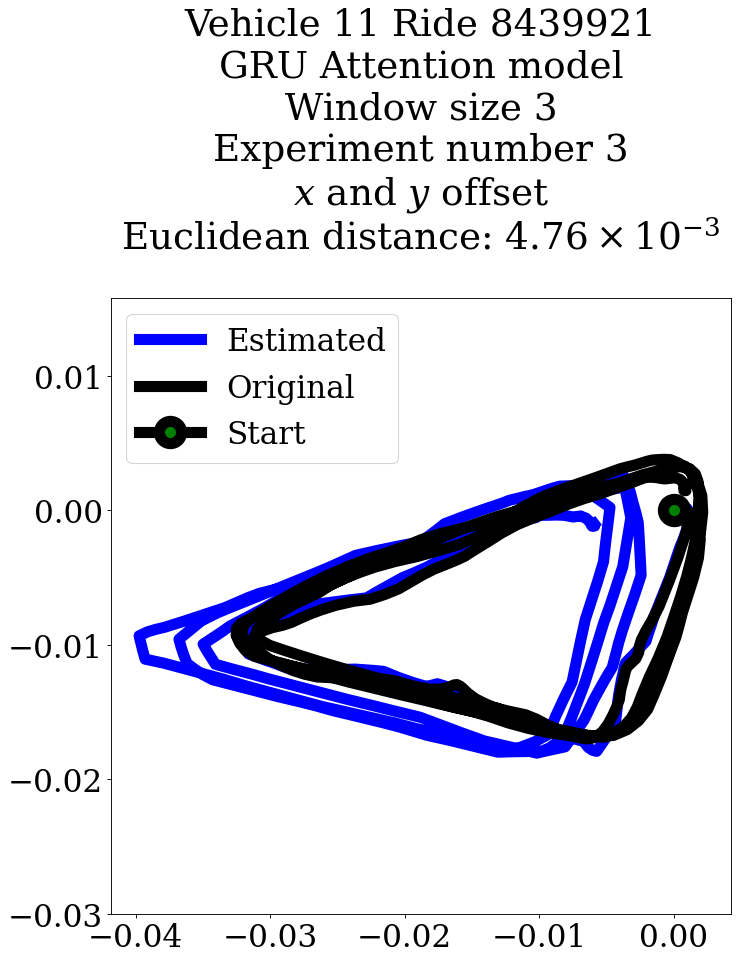 Vehicle 11 Ride 8439921
GRU Attention model
Window size 3
Experiment number 3
x and y offset
Euclidean distance: 4.76 × 10⁻³
Estimated
Original
Start
0.01
0.00
−0.01
−0.02
−0.03
−0.04 −0.03 −0.02 −0.01 0.00